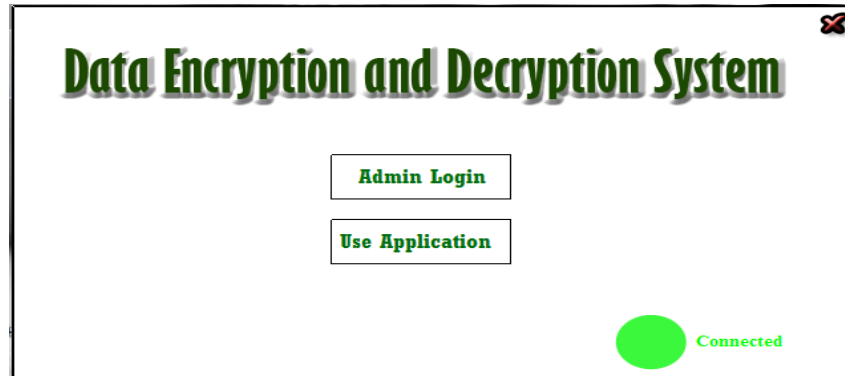 Data Encryption and Decryption System
Admin Login
Use Application
Connected